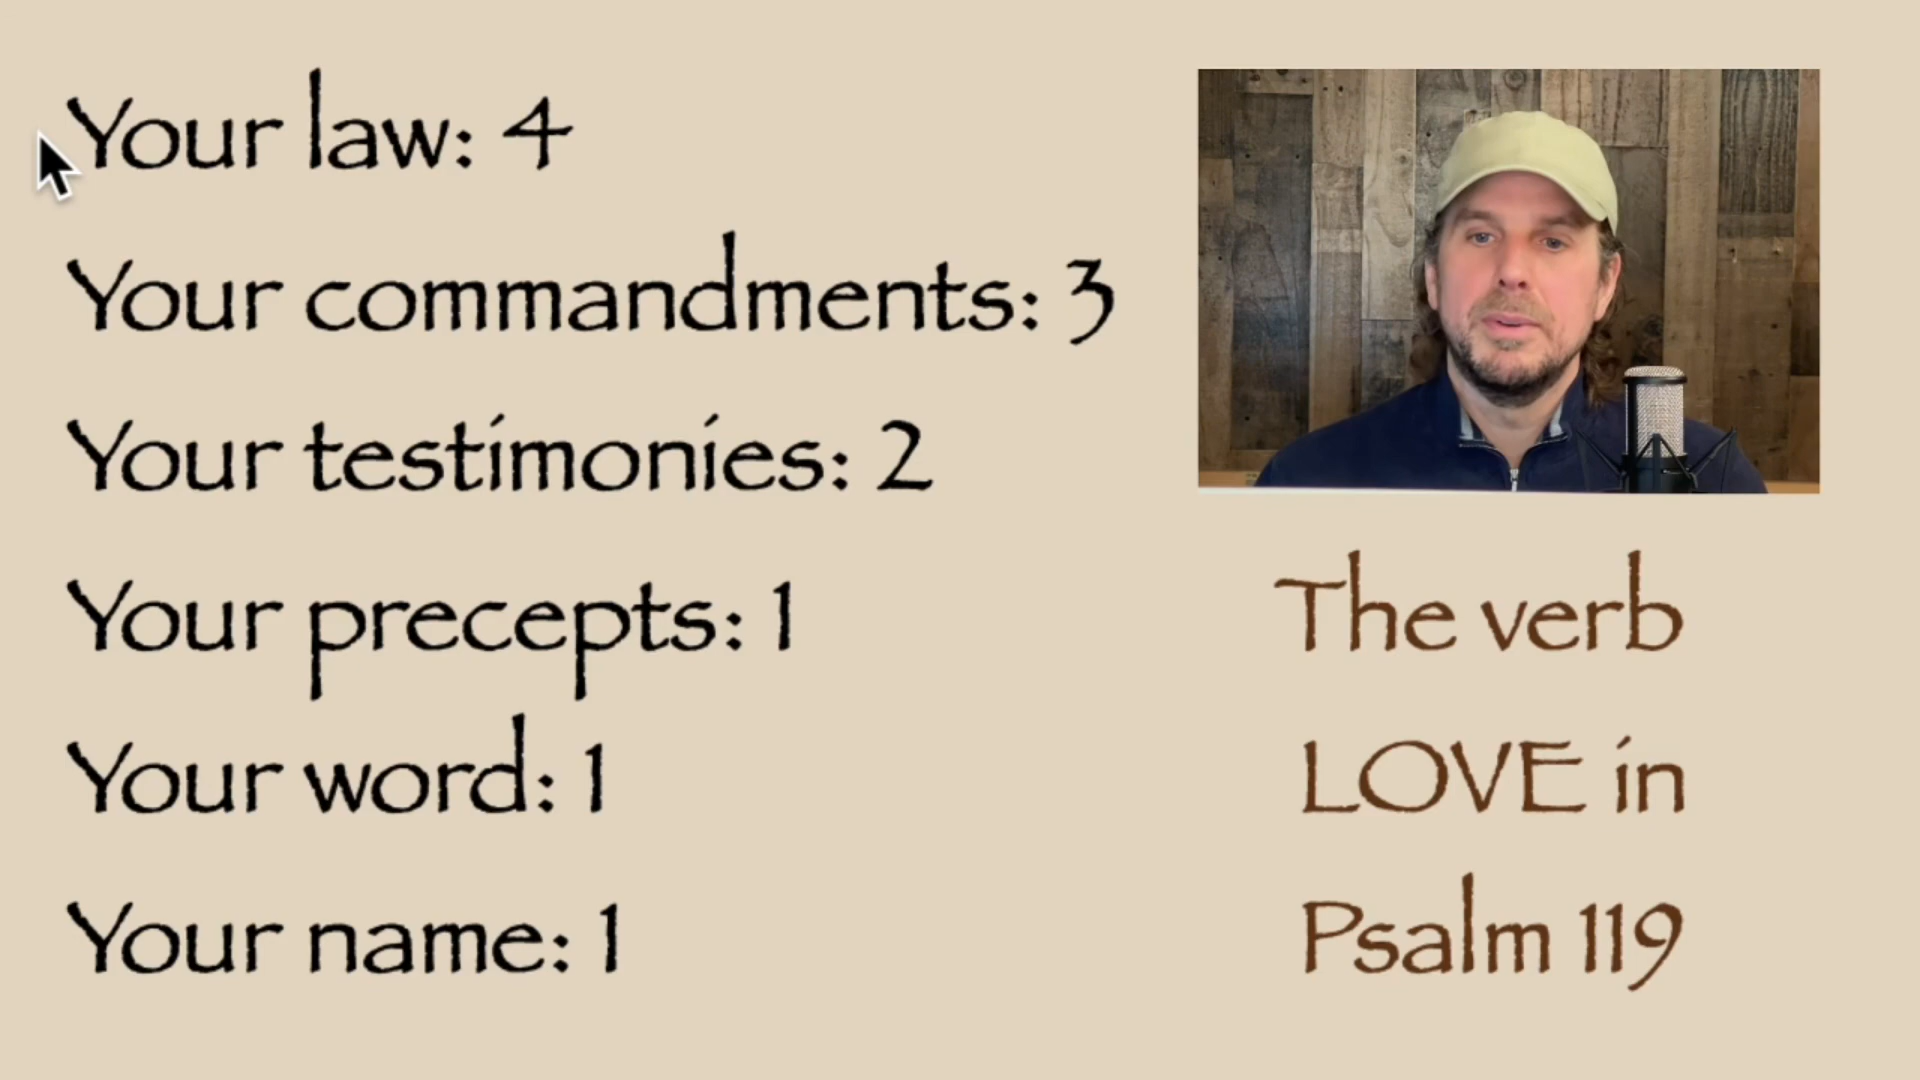 Your law: 4
Your commandments: 3
Your testimonies: 2
Your precepts: 1
Your word: 1
Your name: 1
The verb
LOVE in
Psalm 119